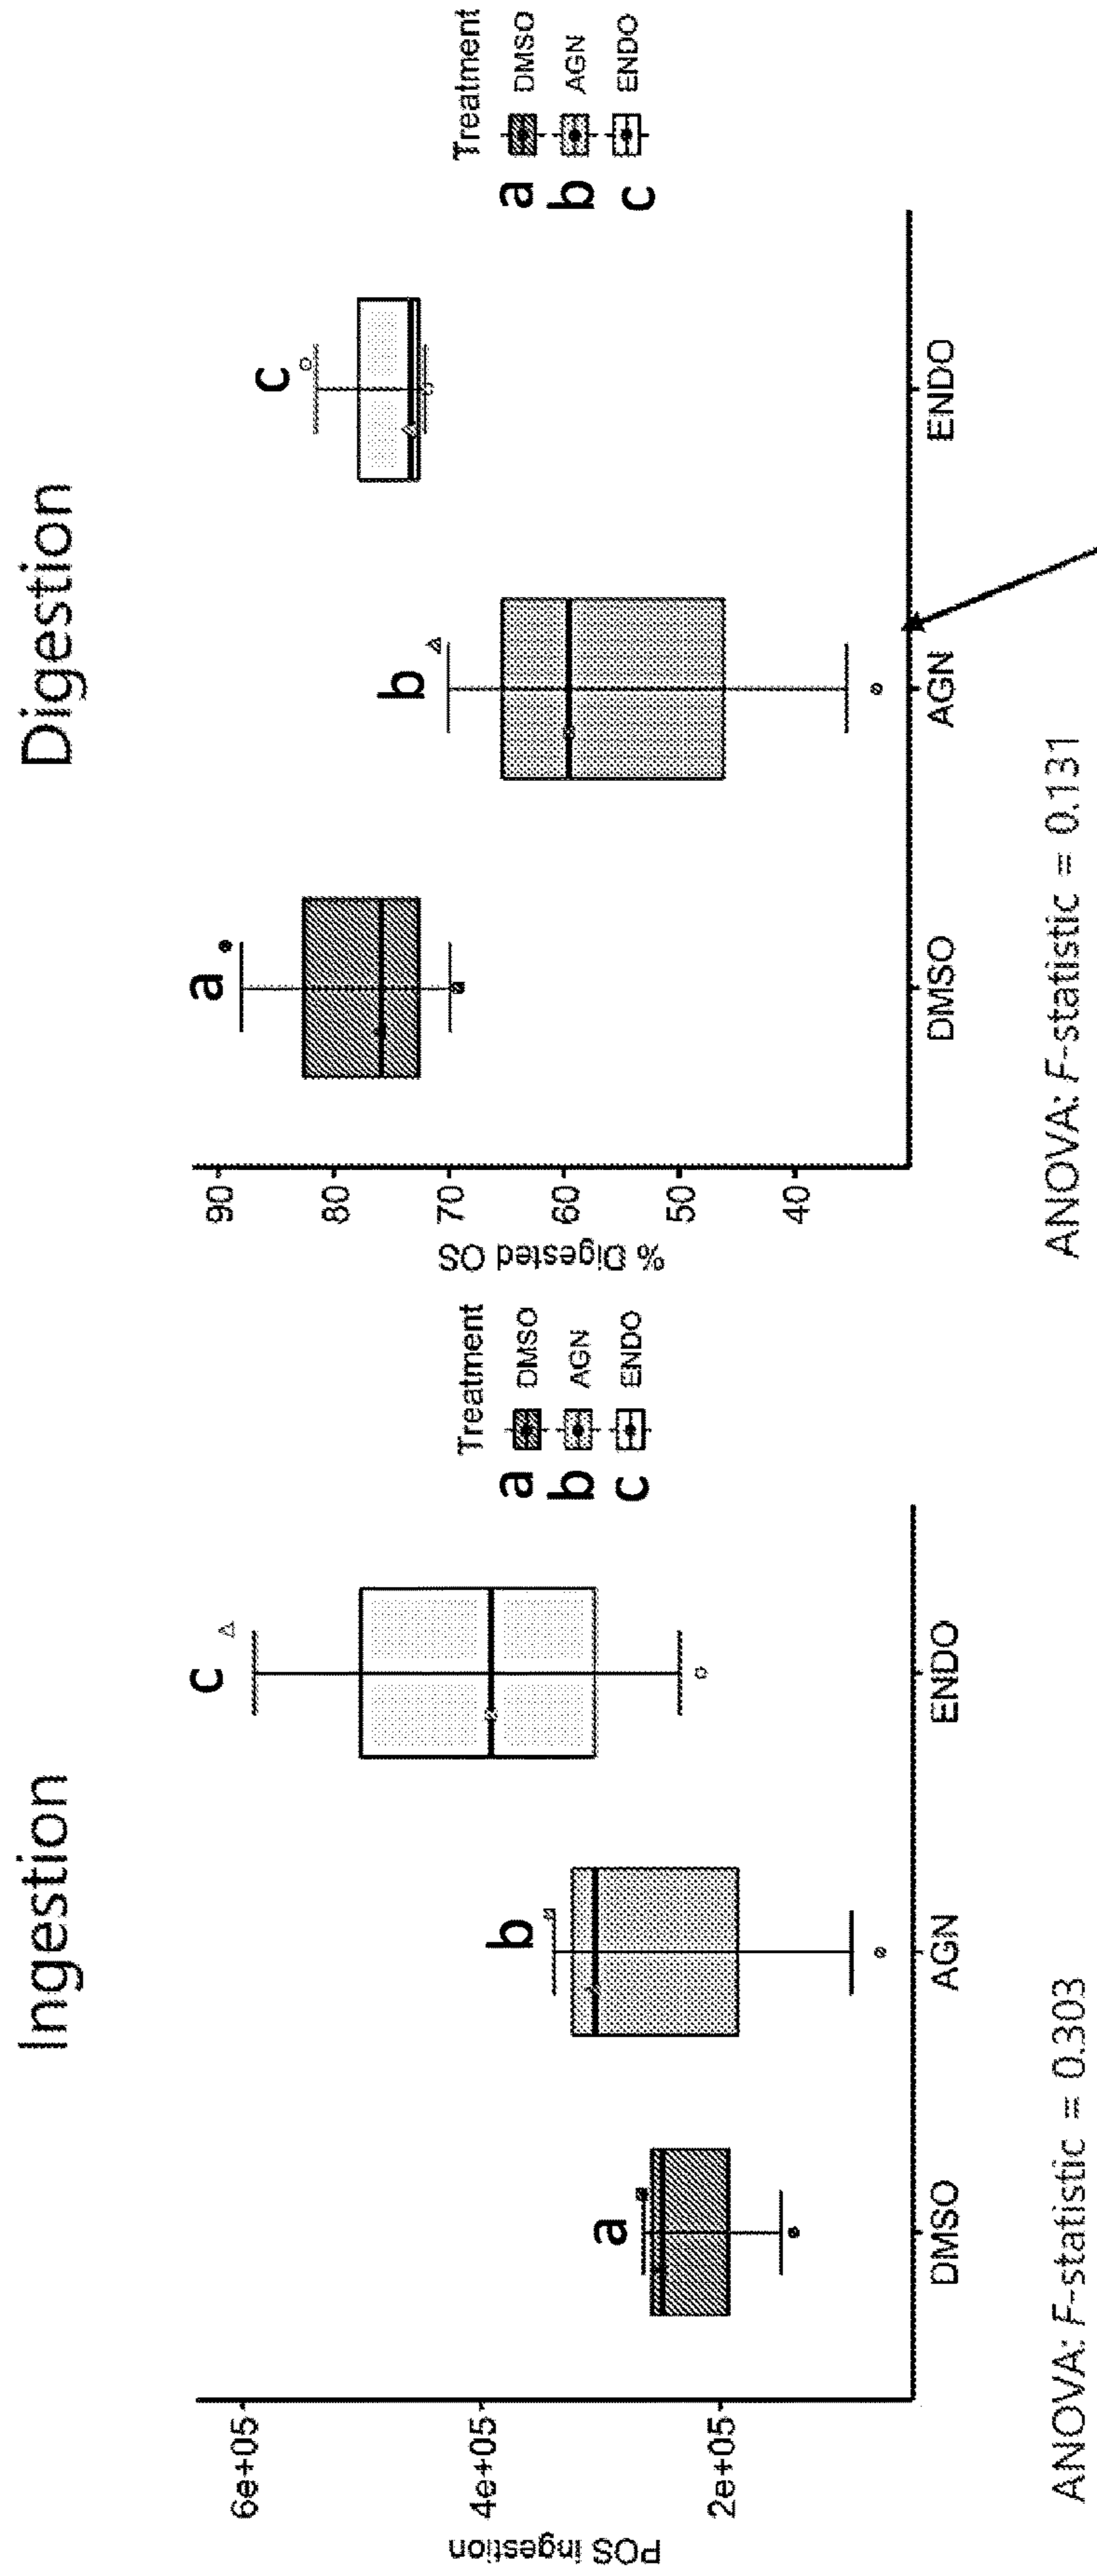 Ingestion
POS ingestion
6e+05
4e+05
2e+05
a
b
c
DMSO
AGN
ENDO
Treatment
a DMSO
b AGN
c ENDO
ANOVA: F-statistic = 0.303
Digestion
% Digested OS
90
80
70
60
50
40
a
b
c
DMSO
AGN
ENDO
Treatment
a DMSO
b AGN
c ENDO
ANOVA: F-statistic = 0.131